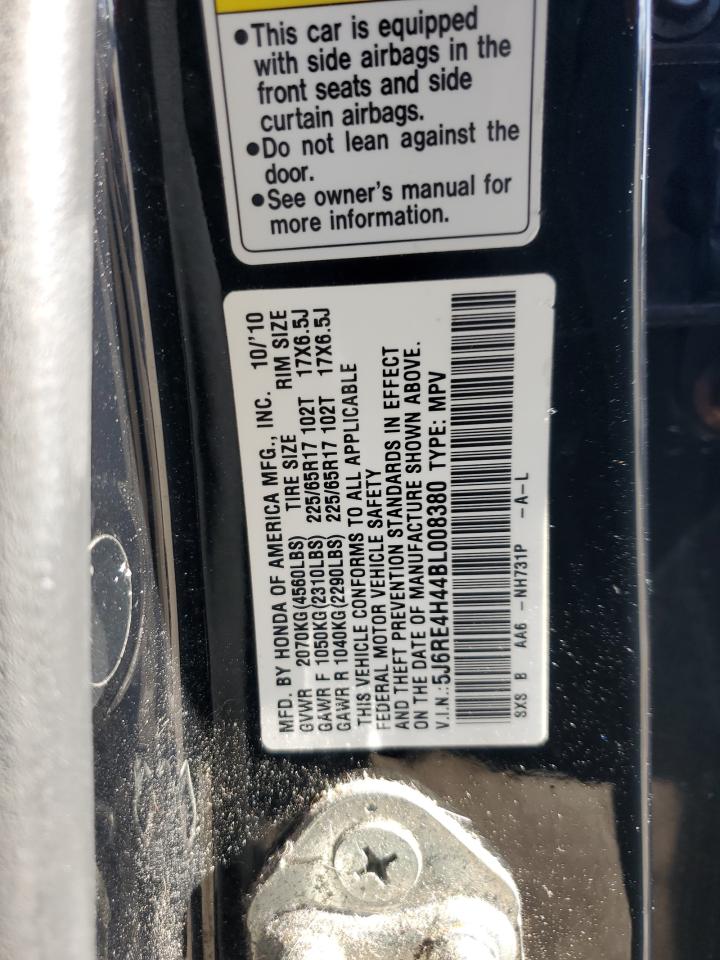 •This car is equipped
with side airbags in the
front seats and side
curtain airbags.
•Do not lean against the
door.
•See owner's manual for
more information.
MFD. BY HONDA OF AMERICA MFG., INC. 10/'10
GVWR 2070KG(4560LBS) TIRE SIZE RIM SIZE
GAWR F 1050KG(2310LBS) 225/65R17 102T 17X6.5J
GAWR R 1040KG(2290LBS) 225/65R17 102T 17X6.5J
THIS VEHICLE CONFORMS TO ALL APPLICABLE
FEDERAL MOTOR VEHICLE SAFETY
AND THEFT PREVENTION STANDARDS IN EFFECT
ON THE DATE OF MANUFACTURE SHOWN ABOVE.
V.I.N.:5J6RE4H44BL008380 TYPE: MPV
SXS B AA6 - NH731P -A-L